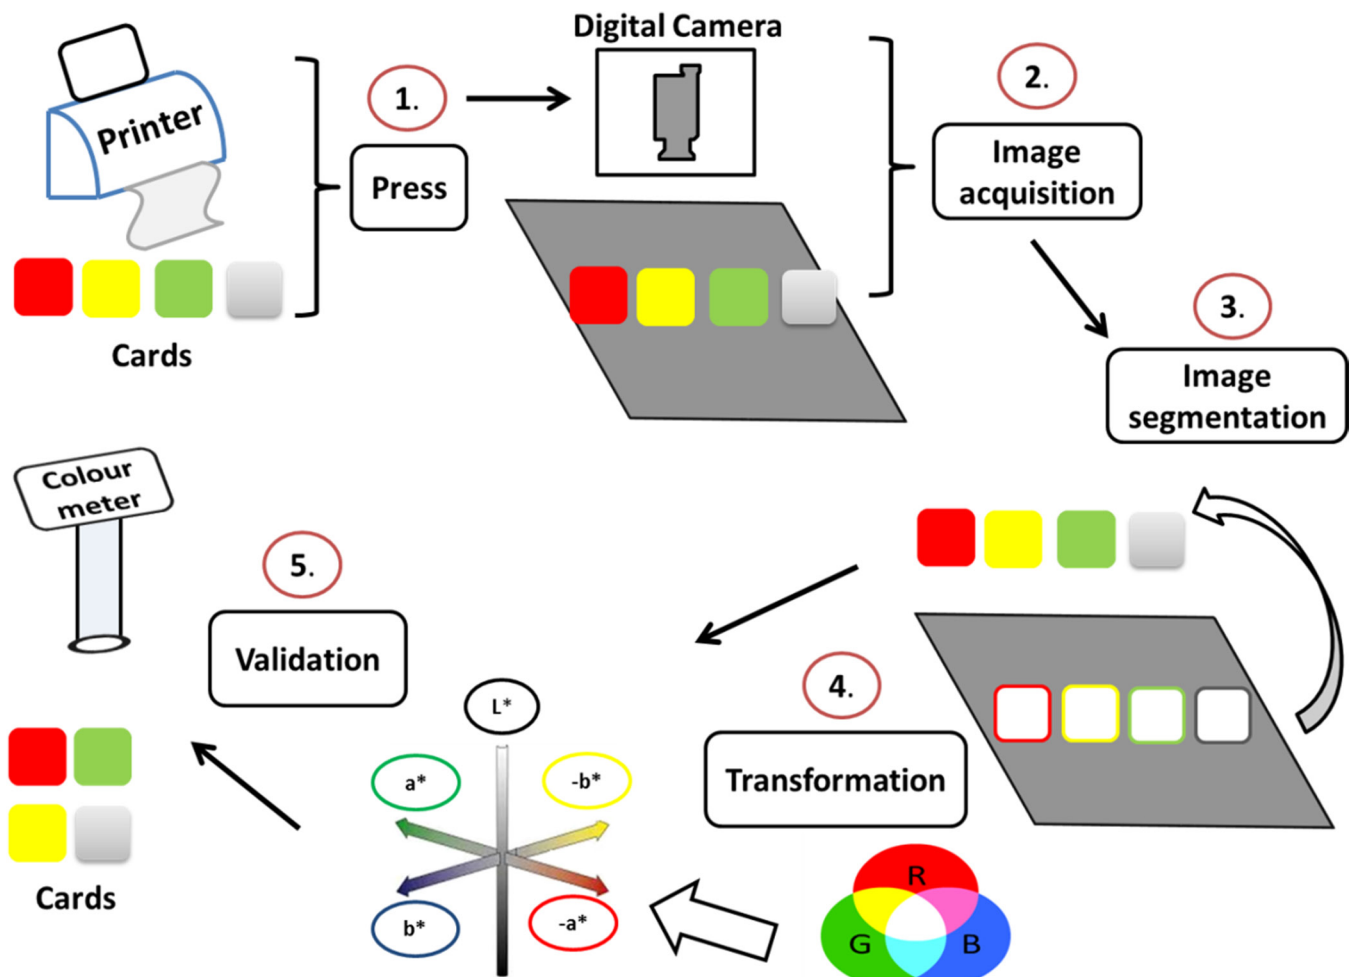 Printer
Cards
1.
Press
Digital Camera
2.
Image
acquisition
3.
Image
segmentation
4.
Transformation
R
G
B
L*
a*
-b*
b*
-a*
5.
Validation
Colour
meter
Cards